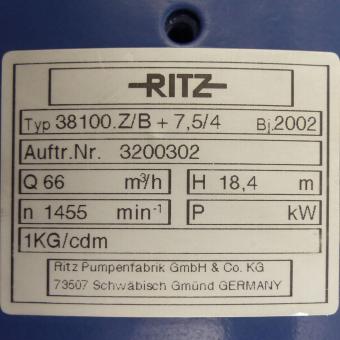 RITZ
Typ 38100.Z/B + 7,5/4 Bj.2002
Auftr.Nr. 3200302
Q 66 m³/h H 18,4 m
n 1455 min⁻¹ P kW
1KG/cdm
Ritz Pumpenfabrik GmbH & Co. KG
73507 Schwäbisch Gmünd GERMANY